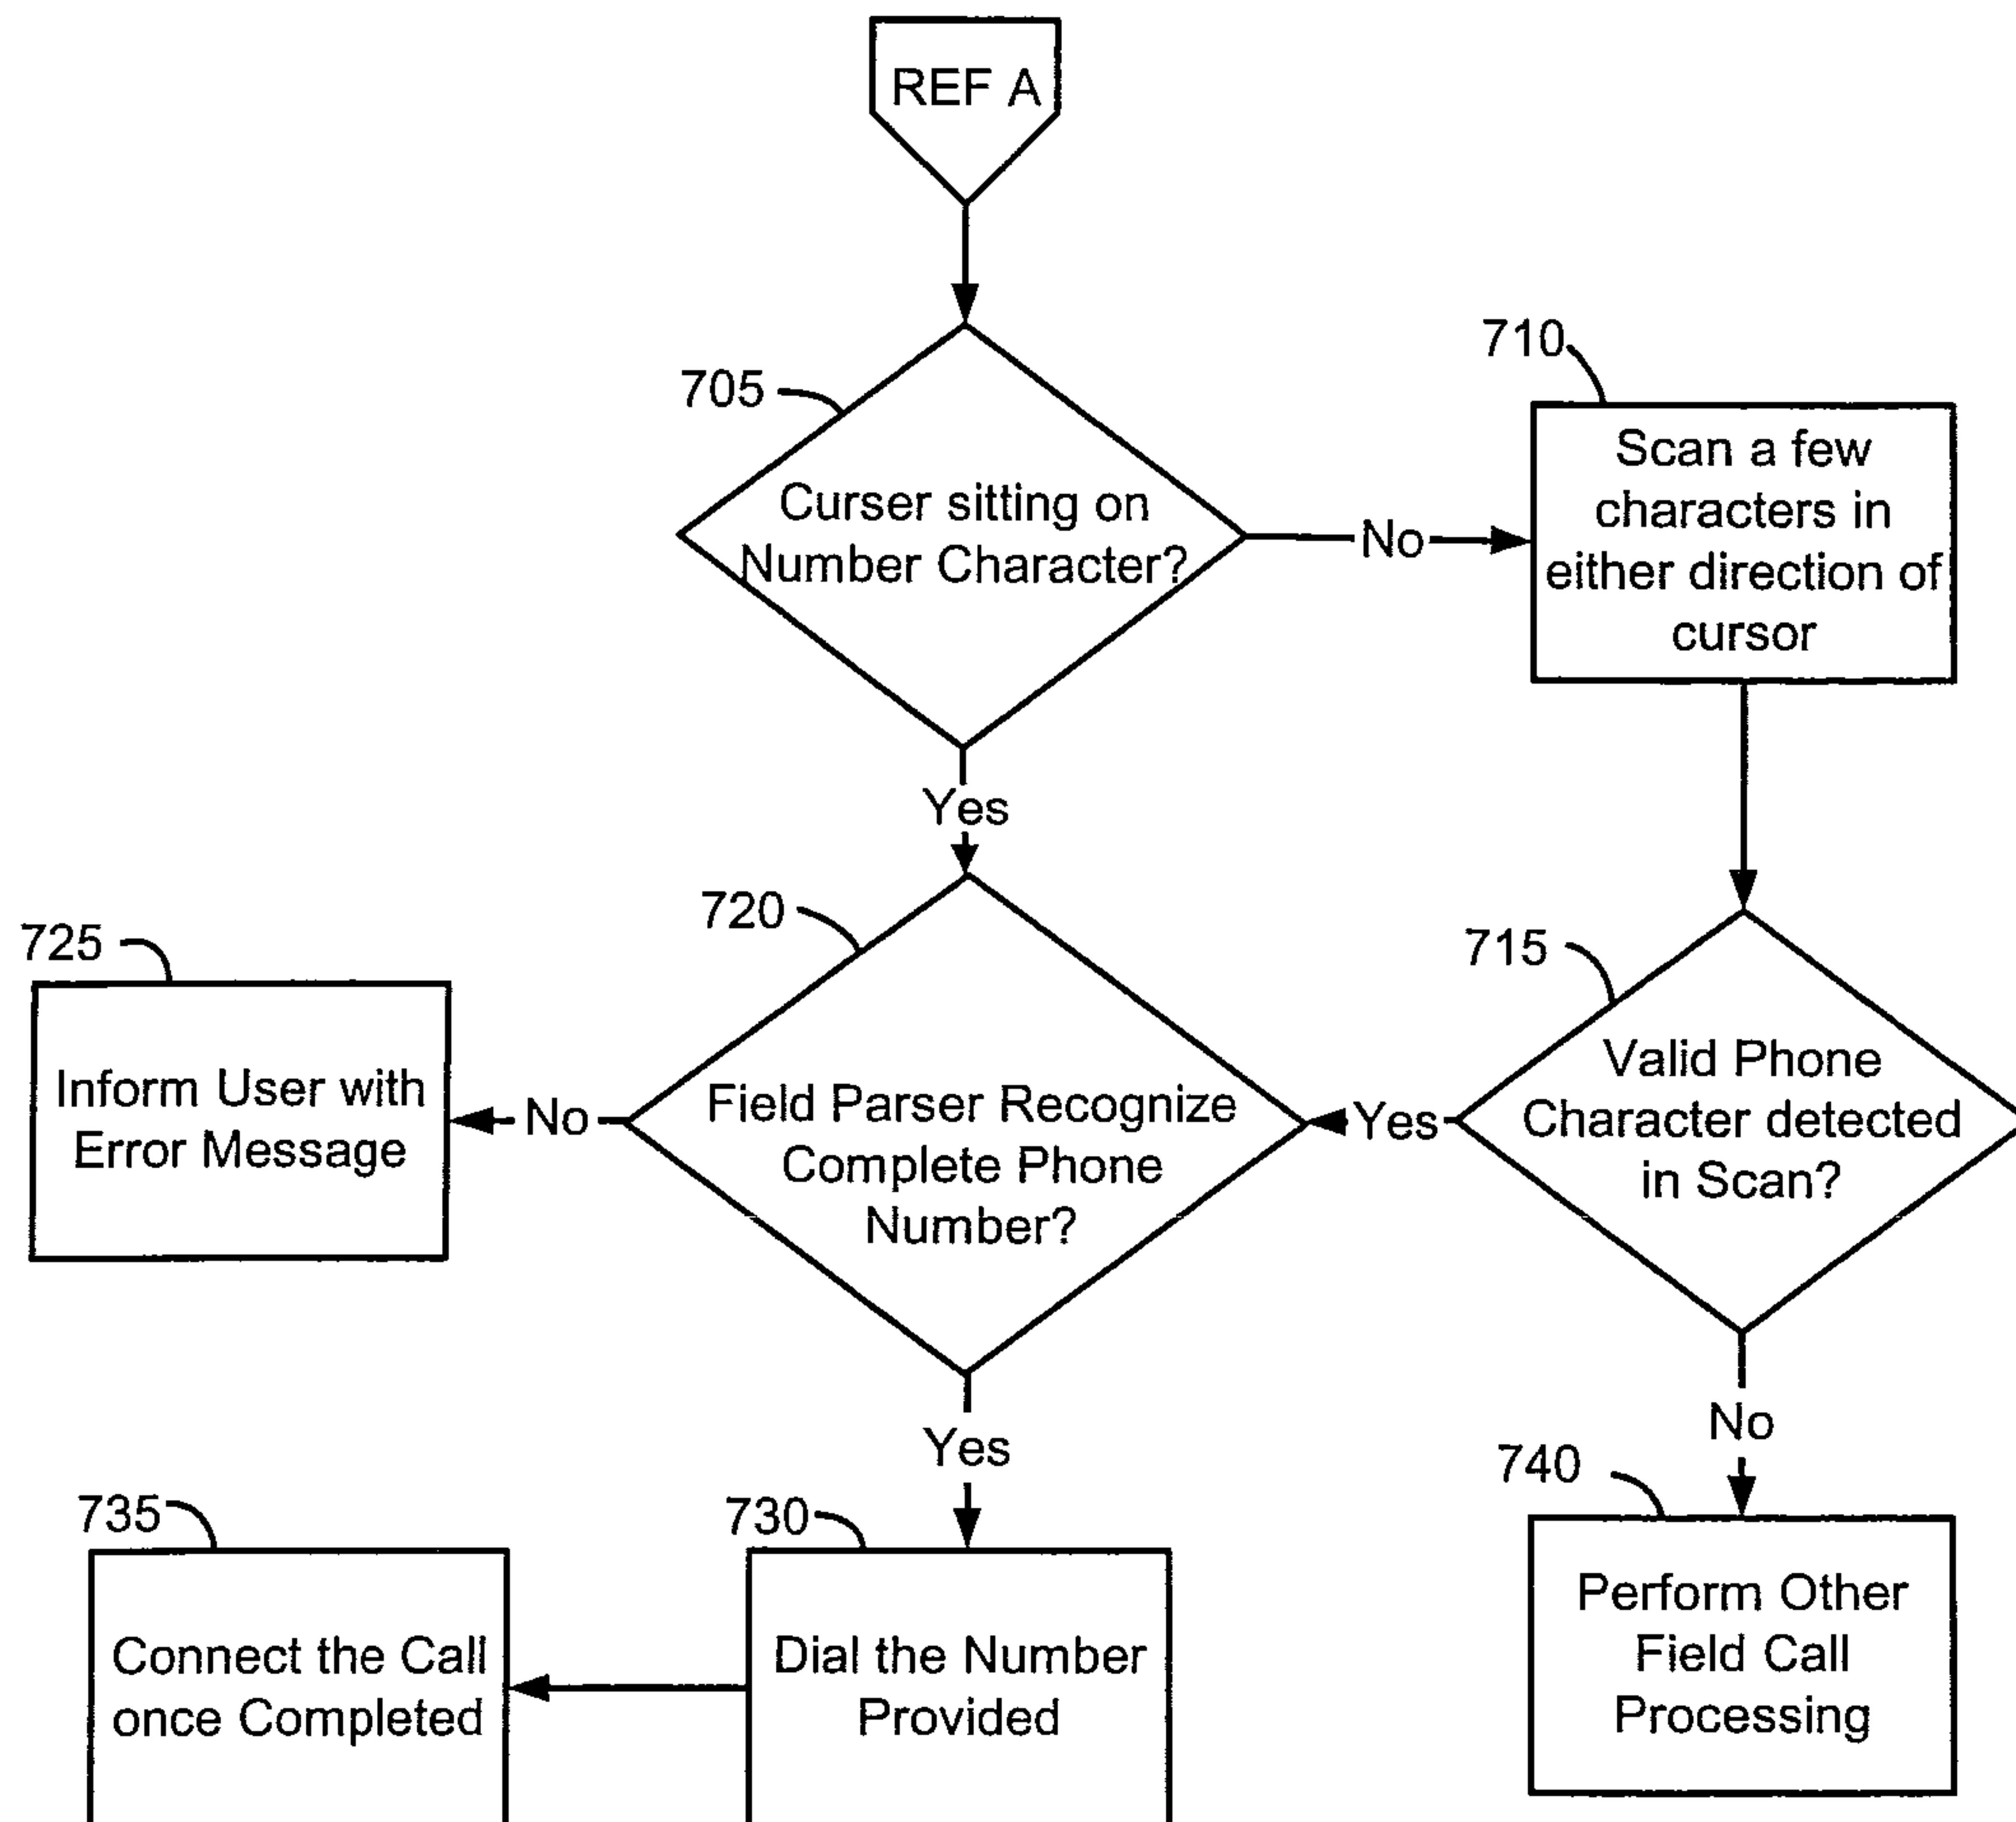 REF A
705
Curser sitting on
Number Character?
No
710
Scan a few
characters in
either direction of
cursor
Yes
720
Field Parser Recognize
Complete Phone
Number?
715
Valid Phone
Character detected
in Scan?
Yes
No
725
Inform User with
Error Message
Yes
No
735
Connect the Call
once Completed
730
Dial the Number
Provided
740
Perform Other
Field Call
Processing